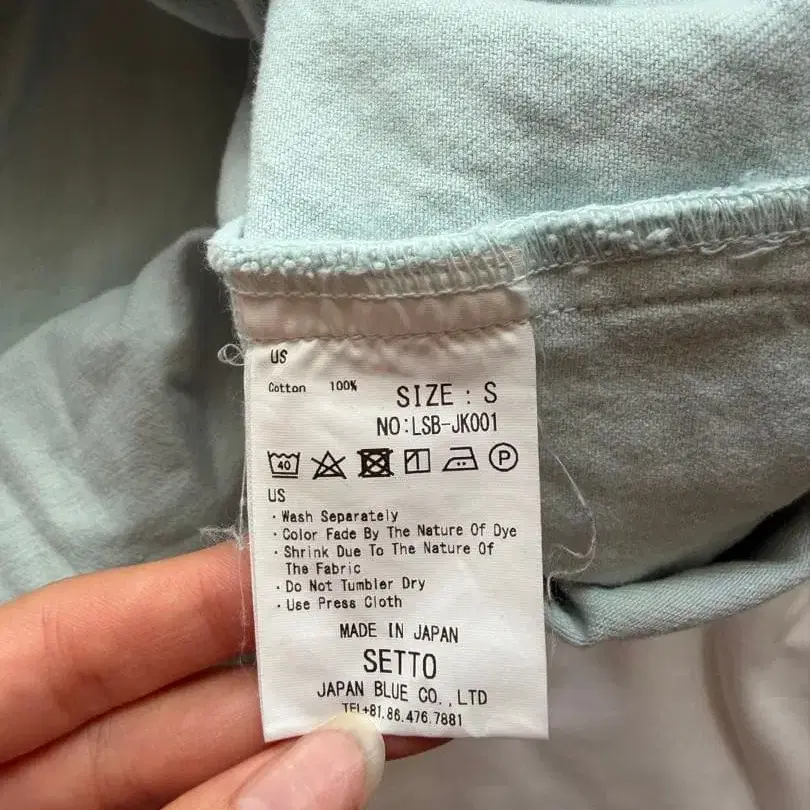 US
Cotton 100%
SIZE : S
NO:LSB-JK001
40 P
US
・Wash Separately
・Color Fade By The Nature Of Dye
・Shrink Due To The Nature Of
The Fabric
・Do Not Tumbler Dry
・Use Press Cloth
MADE IN JAPAN
SETTO
JAPAN BLUE CO.,LTD
TEL+81.86.476.7881